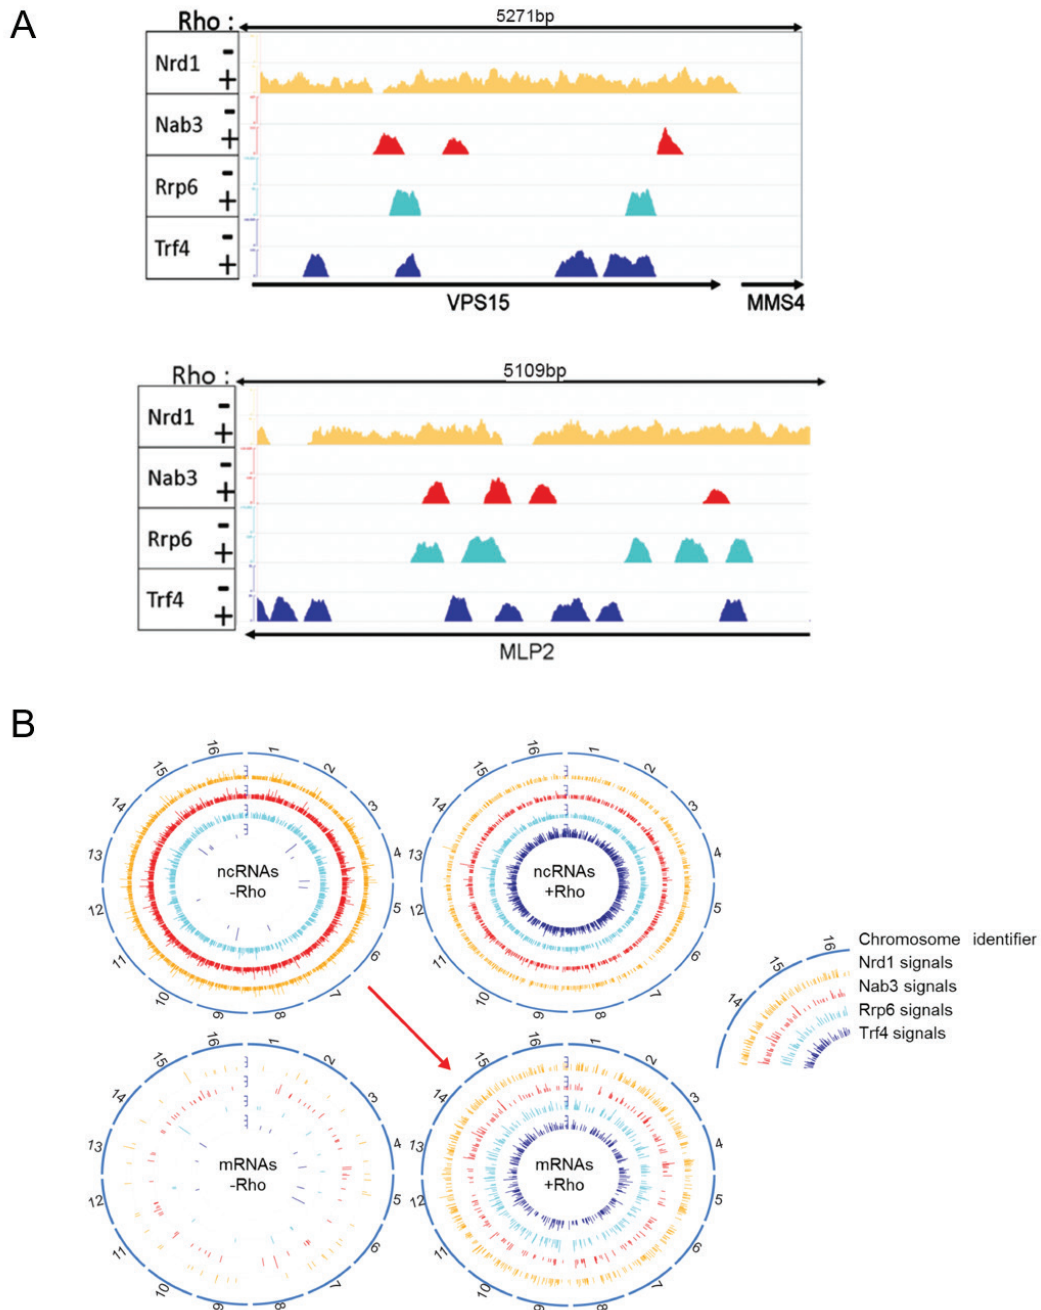 A
Rho :
5271bp
Nrd1
-
+
Nab3
-
+
Rrp6
-
+
Trf4
-
+
VPS15
MMS4
Rho :
5109bp
Nrd1
-
+
Nab3
-
+
Rrp6
-
+
Trf4
-
+
MLP2
B
16 1 2 3 4 5 6 7 8 9 10 11 12 13 14 15
ncRNAs
-Rho
16 1 2 3 4 5 6 7 8 9 10 11 12 13 14 15
ncRNAs
+Rho
16 1 2 3 4 5 6 7 8 9 10 11 12 13 14 15
mRNAs
-Rho
16 1 2 3 4 5 6 7 8 9 10 11 12 13 14 15
mRNAs
+Rho
14
15
16
Chromosome identifier
Nrd1 signals
Nab3 signals
Rrp6 signals
Trf4 signals